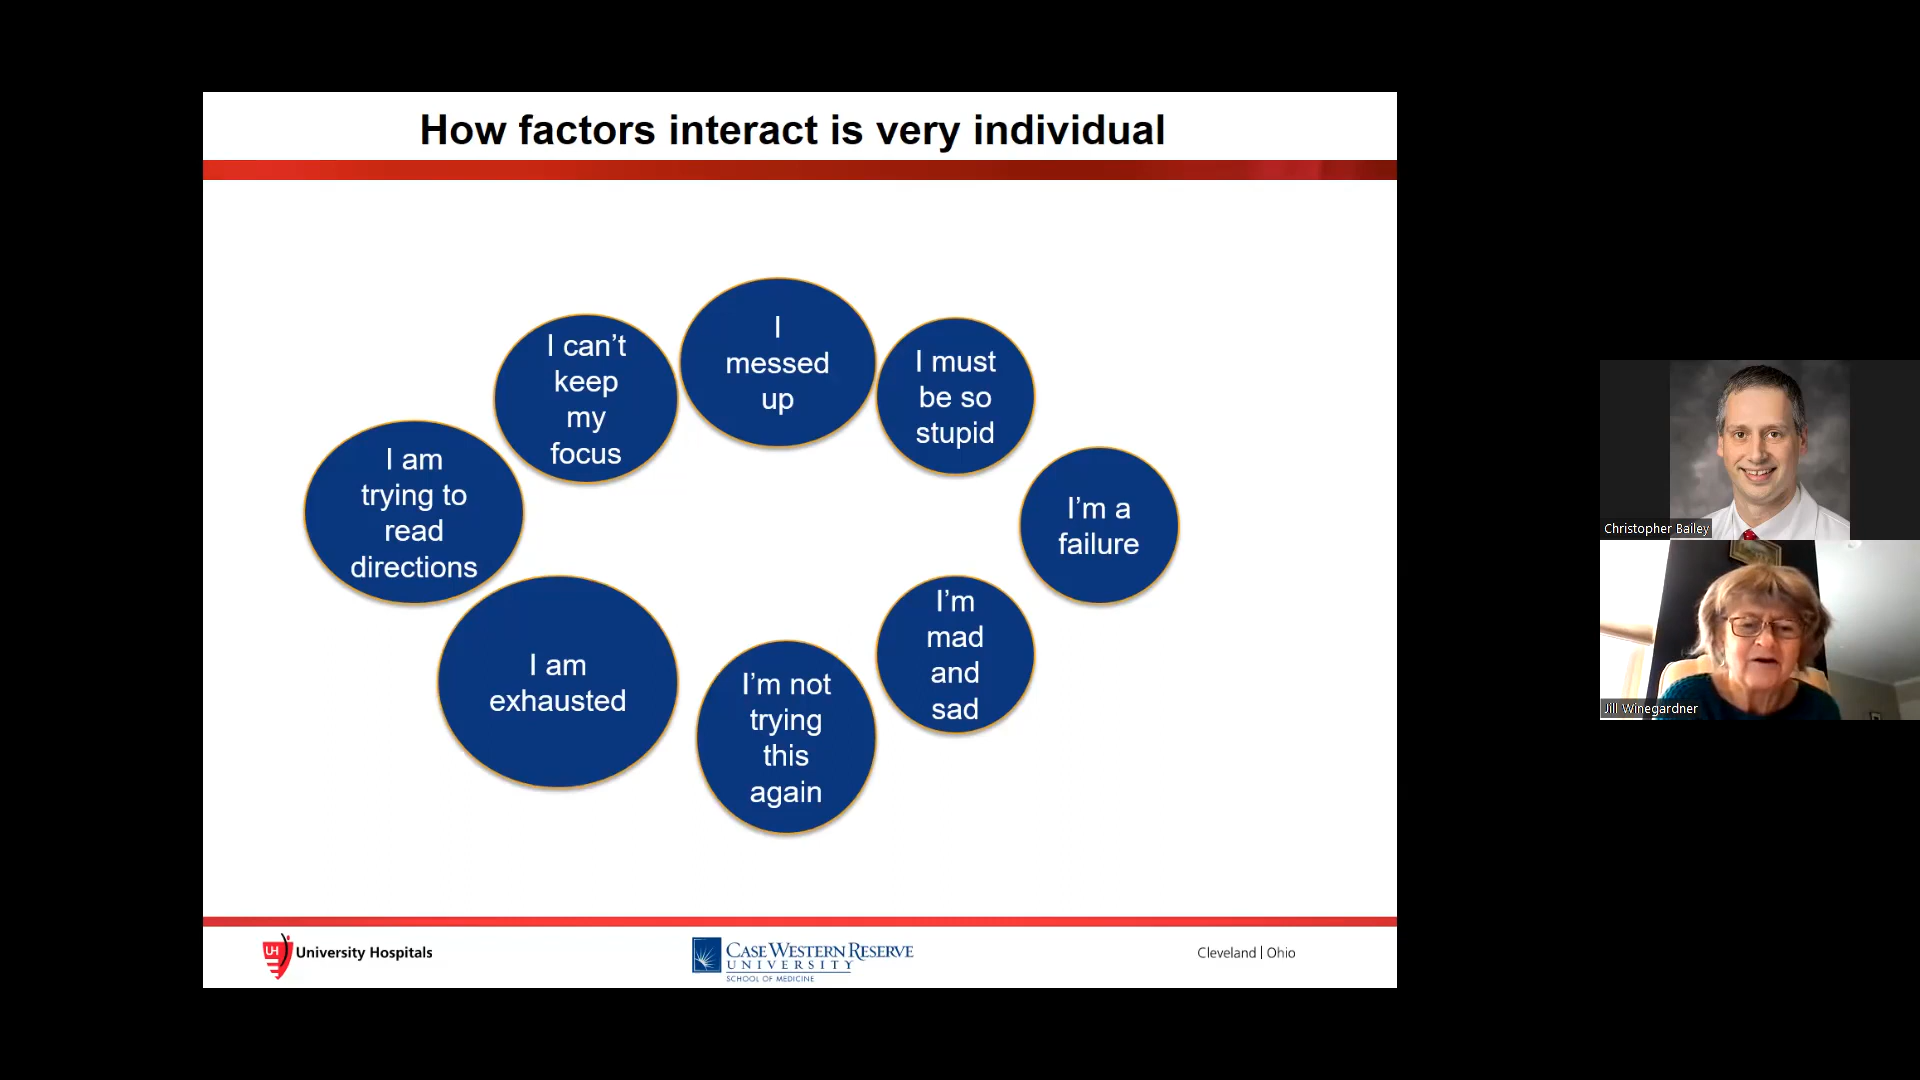 How factors interact is very individual
I
messed
up
I can’t
keep
my
focus
I must
be so
stupid
I am
trying to
read
directions
I’m a
failure
I’m
mad
and
sad
I am
exhausted
I’m not
trying
this
again
UH University Hospitals
CASE WESTERN RESERVE
UNIVERSITY
SCHOOL OF MEDICINE
Cleveland | Ohio
Christopher Bailey
Jill Winegardner